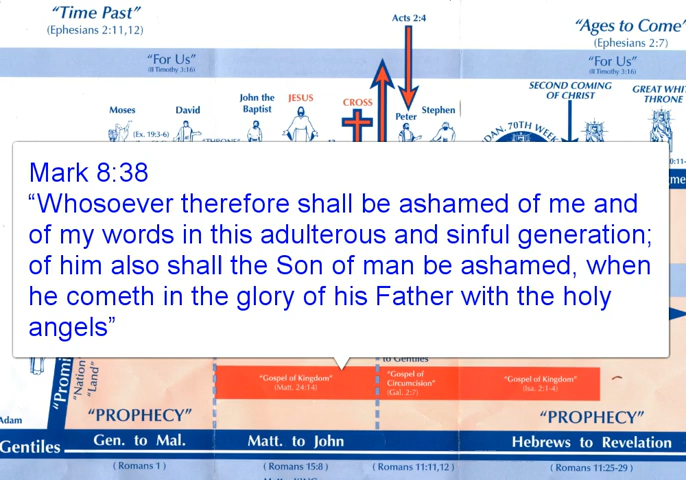 "Time Past"
(Ephesians 2:11,12)
Acts 2:4
"Ages to Come"
(Ephesians 2:7)
"For Us"
(II Timothy 3:16)
"For Us"
(II Timothy 3:16)
Moses
David
John the
Baptist
JESUS
CROSS
Peter
Stephen
SECOND COMING
OF CHRIST
GREAT WHI
THRONE
(Ex. 19:3-6)
DAN. 70TH WEEK
Mark 8:38
“Whosoever therefore shall be ashamed of me and
of my words in this adulterous and sinful generation;
of him also shall the Son of man be ashamed, when
he cometh in the glory of his Father with the holy
angels”
to Gentiles
"Promi
"Nation
"Land"
"Gospel of Kingdom"
(Matt. 24:14)
"Gospel of
Circumcision"
(Gal. 2:7)
"Gospel of Kingdom"
(Isa. 2:1-4)
Adam
"PROPHECY"
"PROPHECY"
Gentiles
Gen. to Mal.
Matt. to John
Hebrews to Revelation
( Romans 1 )
( Romans 15:8 )
( Romans 11:11,12 )
( Romans 11:25-29 )